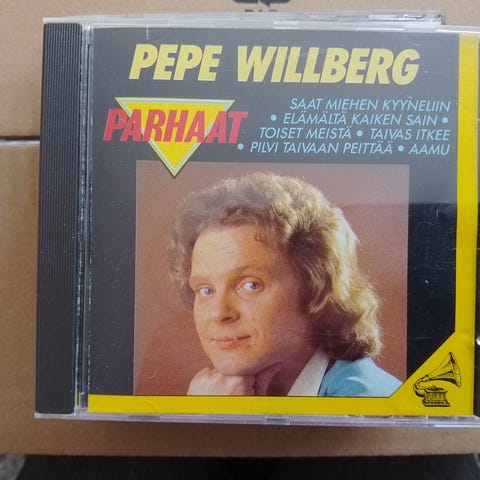 PEPE WILLBERG
PARHAAT
SAAT MIEHEN KYYNELIIN
• ELÄMÄLTÄ KAIKEN SAIN •
TOISET MEISTÄ • TAIVAS ITKEE
• PILVI TAIVAAN PEITTÄÄ • AAMU